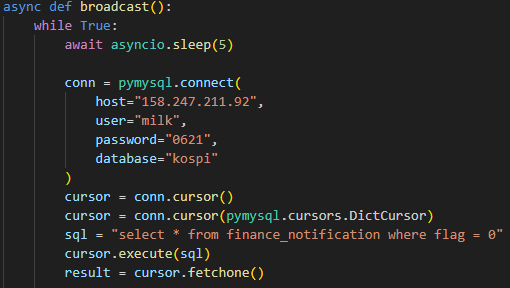 async def broadcast():
    while True:
        await asyncio.sleep(5)

        conn = pymysql.connect(
            host="158.247.211.92",
            user="milk",
            password="0621",
            database="kospi"
        )
        cursor = conn.cursor()
        cursor = conn.cursor(pymysql.cursors.DictCursor)
        sql = "select * from finance_notification where flag = 0"
        cursor.execute(sql)
        result = cursor.fetchone()